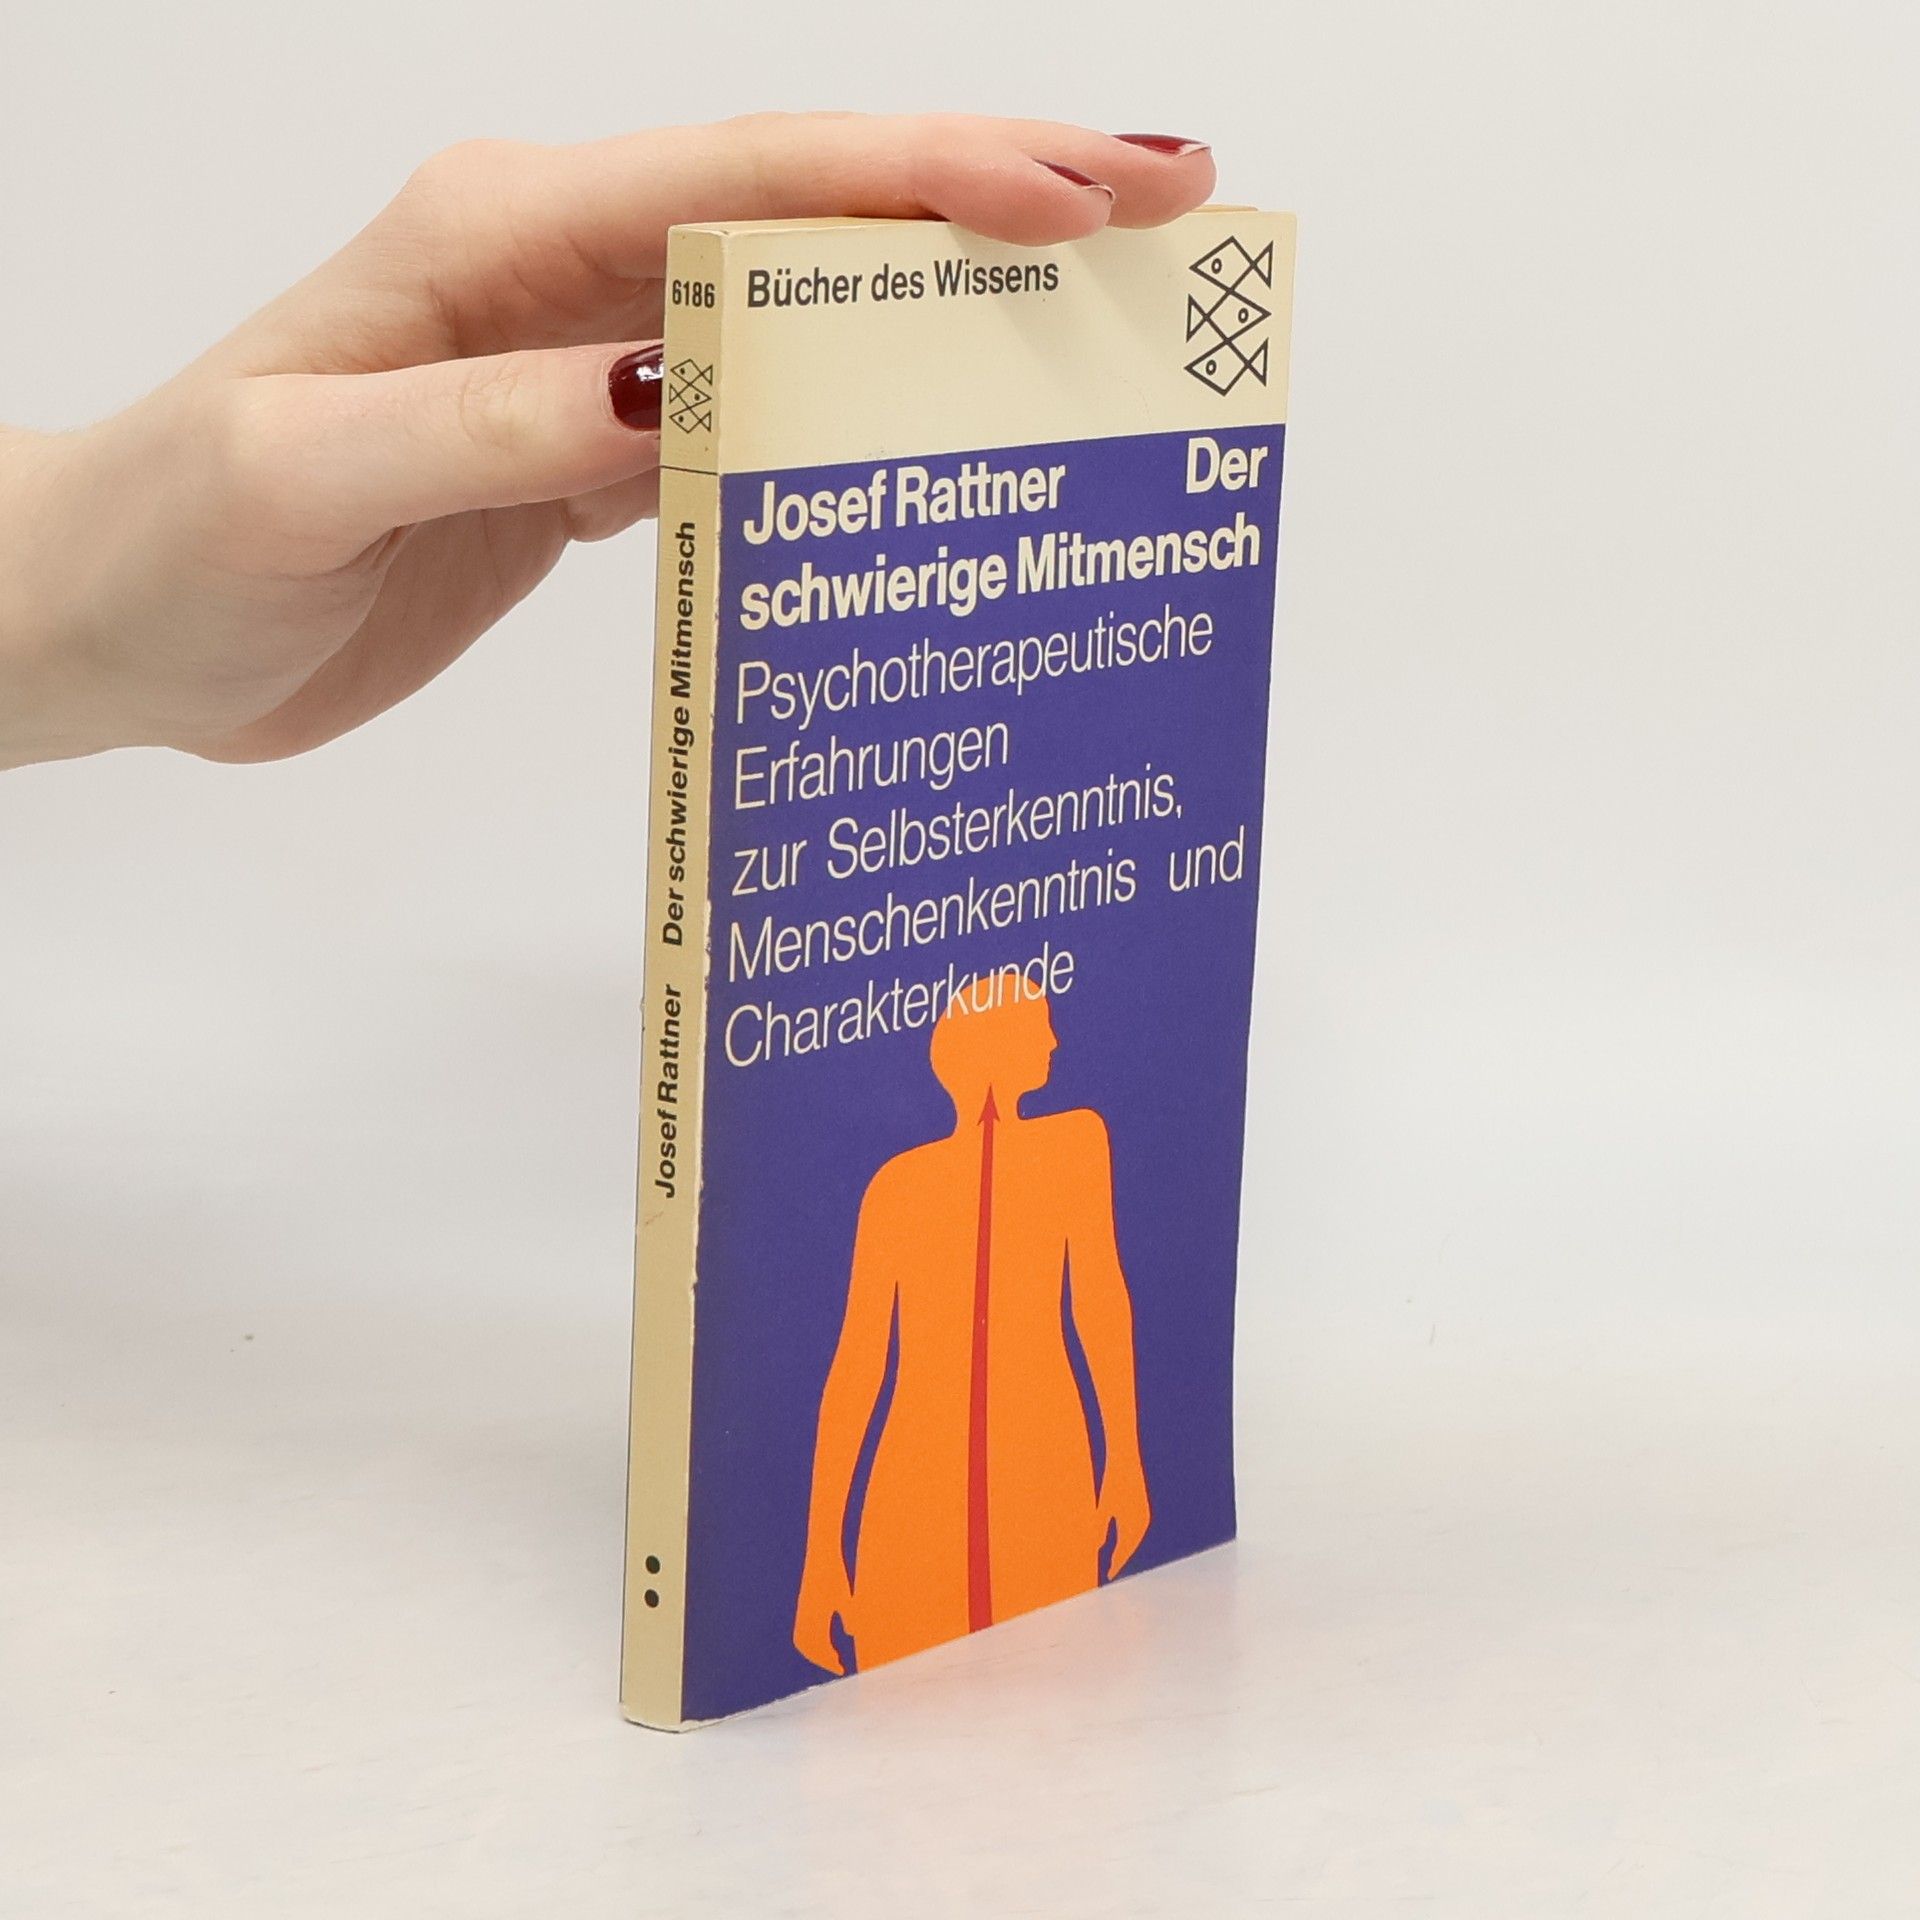 6186
Josef Rattner Der schwierige Mitmensch
Bücher des Wissens
Josef Rattner Der
schwierige Mitmensch
Psychotherapeutische
Erfahrungen
zur Selbsterkenntnis,
Menschenkenntnis und
Charakterkunde